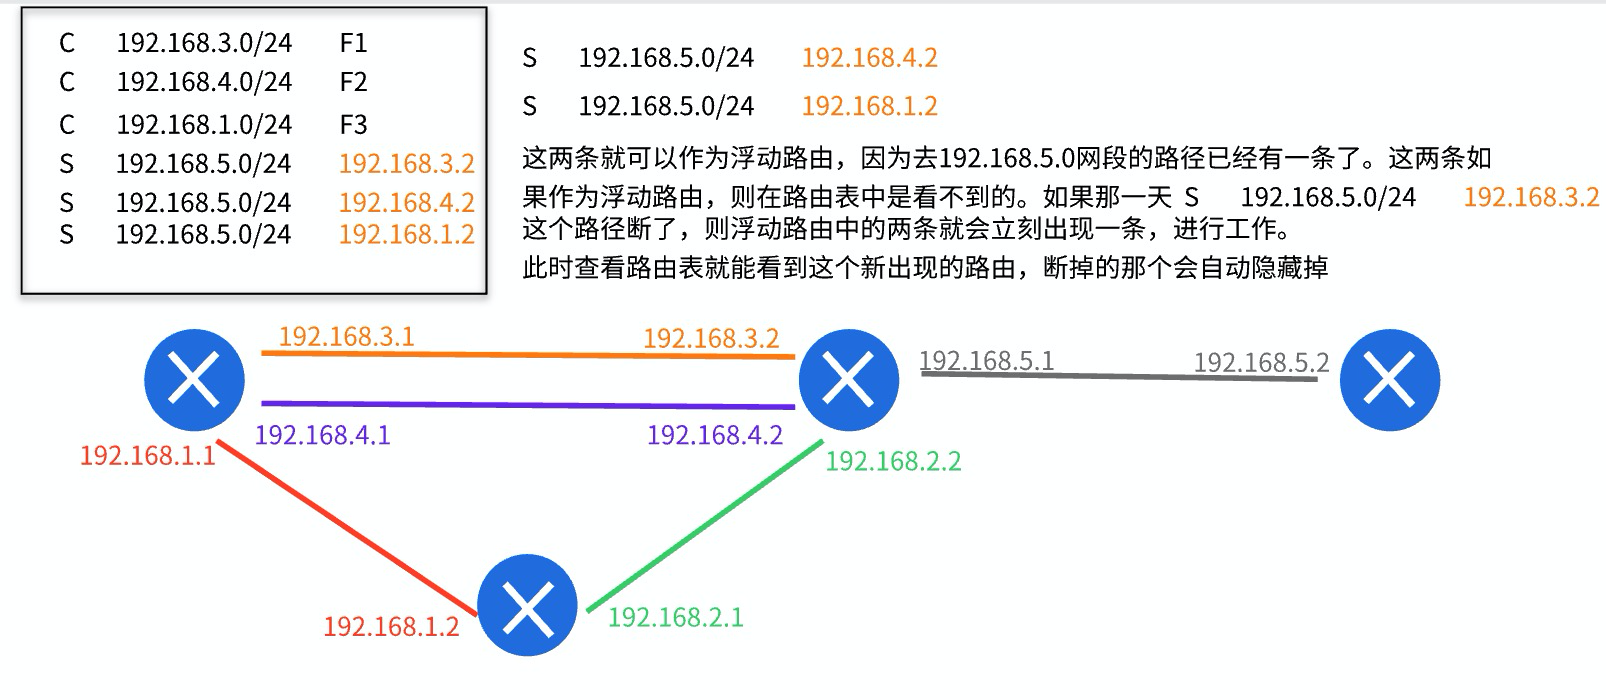 C 192.168.3.0/24 F1
C 192.168.4.0/24 F2
C 192.168.1.0/24 F3
S 192.168.5.0/24 192.168.3.2
S 192.168.5.0/24 192.168.4.2
S 192.168.5.0/24 192.168.1.2
S 192.168.5.0/24 192.168.4.2
S 192.168.5.0/24 192.168.1.2
这两条就可以作为浮动路由，因为去192.168.5.0网段的路径已经有一条了。这两条如
果作为浮动路由，则在路由表中是看不到的。如果那一天 S 192.168.5.0/24 192.168.3.2
这个路径断了，则浮动路由中的两条就会立刻出现一条，进行工作。
此时查看路由表就能看到这个新出现的路由，断掉的那个会自动隐藏掉
192.168.3.1
192.168.3.2
192.168.5.1
192.168.5.2
192.168.4.1
192.168.4.2
192.168.1.1
192.168.2.2
192.168.1.2
192.168.2.1